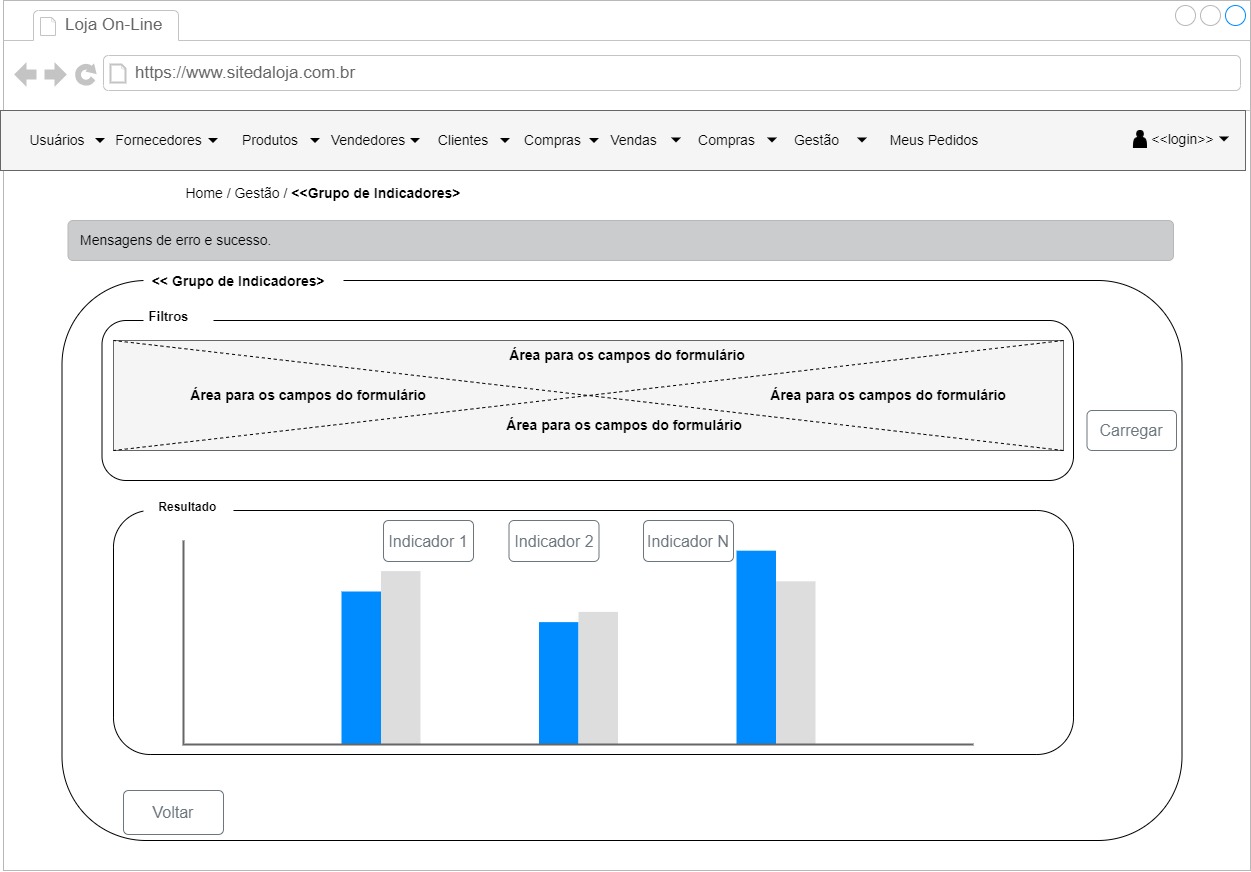 Loja On-Line
https://www.sitedaloja.com.br
Usuários Fornecedores Produtos Vendedores Clientes Compras Vendas Compras Gestão Meus Pedidos <<login>>
Home / Gestão / <<Grupo de Indicadores>
Mensagens de erro e sucesso.
<< Grupo de Indicadores>
Filtros
Área para os campos do formulário
Área para os campos do formulário Área para os campos do formulário
Área para os campos do formulário
Carregar
Resultado
Indicador 1 Indicador 2 Indicador N
Voltar